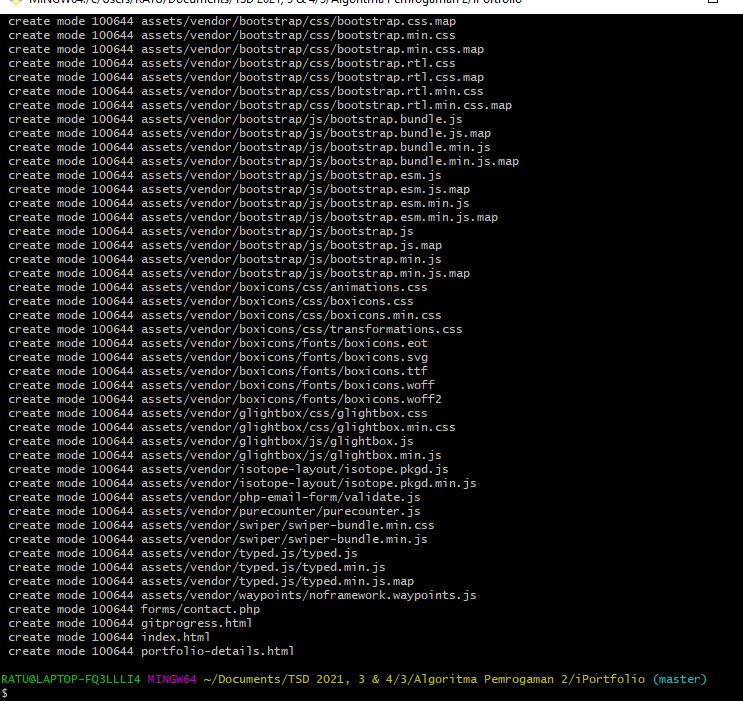 MINGW64:/c/Users/RATU/Documents/TSD 2021, 3 & 4/3/Algoritma Pemrogaman 2/iPortfolio
create mode 100644 assets/vendor/bootstrap/css/bootstrap.css.map
create mode 100644 assets/vendor/bootstrap/css/bootstrap.min.css
create mode 100644 assets/vendor/bootstrap/css/bootstrap.min.css.map
create mode 100644 assets/vendor/bootstrap/css/bootstrap.rtl.css
create mode 100644 assets/vendor/bootstrap/css/bootstrap.rtl.css.map
create mode 100644 assets/vendor/bootstrap/css/bootstrap.rtl.min.css
create mode 100644 assets/vendor/bootstrap/css/bootstrap.rtl.min.css.map
create mode 100644 assets/vendor/bootstrap/js/bootstrap.bundle.js
create mode 100644 assets/vendor/bootstrap/js/bootstrap.bundle.js.map
create mode 100644 assets/vendor/bootstrap/js/bootstrap.bundle.min.js
create mode 100644 assets/vendor/bootstrap/js/bootstrap.bundle.min.js.map
create mode 100644 assets/vendor/bootstrap/js/bootstrap.esm.js
create mode 100644 assets/vendor/bootstrap/js/bootstrap.esm.js.map
create mode 100644 assets/vendor/bootstrap/js/bootstrap.esm.min.js
create mode 100644 assets/vendor/bootstrap/js/bootstrap.esm.min.js.map
create mode 100644 assets/vendor/bootstrap/js/bootstrap.js
create mode 100644 assets/vendor/bootstrap/js/bootstrap.js.map
create mode 100644 assets/vendor/bootstrap/js/bootstrap.min.js
create mode 100644 assets/vendor/bootstrap/js/bootstrap.min.js.map
create mode 100644 assets/vendor/boxicons/css/animations.css
create mode 100644 assets/vendor/boxicons/css/boxicons.css
create mode 100644 assets/vendor/boxicons/css/boxicons.min.css
create mode 100644 assets/vendor/boxicons/css/transformations.css
create mode 100644 assets/vendor/boxicons/fonts/boxicons.eot
create mode 100644 assets/vendor/boxicons/fonts/boxicons.svg
create mode 100644 assets/vendor/boxicons/fonts/boxicons.ttf
create mode 100644 assets/vendor/boxicons/fonts/boxicons.woff
create mode 100644 assets/vendor/boxicons/fonts/boxicons.woff2
create mode 100644 assets/vendor/glightbox/css/glightbox.css
create mode 100644 assets/vendor/glightbox/css/glightbox.min.css
create mode 100644 assets/vendor/glightbox/js/glightbox.js
create mode 100644 assets/vendor/glightbox/js/glightbox.min.js
create mode 100644 assets/vendor/isotope-layout/isotope.pkgd.js
create mode 100644 assets/vendor/isotope-layout/isotope.pkgd.min.js
create mode 100644 assets/vendor/php-email-form/validate.js
create mode 100644 assets/vendor/purecounter/purecounter.js
create mode 100644 assets/vendor/swiper/swiper-bundle.min.css
create mode 100644 assets/vendor/swiper/swiper-bundle.min.js
create mode 100644 assets/vendor/typed.js/typed.js
create mode 100644 assets/vendor/typed.js/typed.min.js
create mode 100644 assets/vendor/typed.js/typed.min.js.map
create mode 100644 assets/vendor/waypoints/noframework.waypoints.js
create mode 100644 forms/contact.php
create mode 100644 gitprogress.html
create mode 100644 index.html
create mode 100644 portfolio-details.html
RATU@LAPTOP-FQ3LLLI4 MINGW64 ~/Documents/TSD 2021, 3 & 4/3/Algoritma Pemrogaman 2/iPortfolio (master)
$